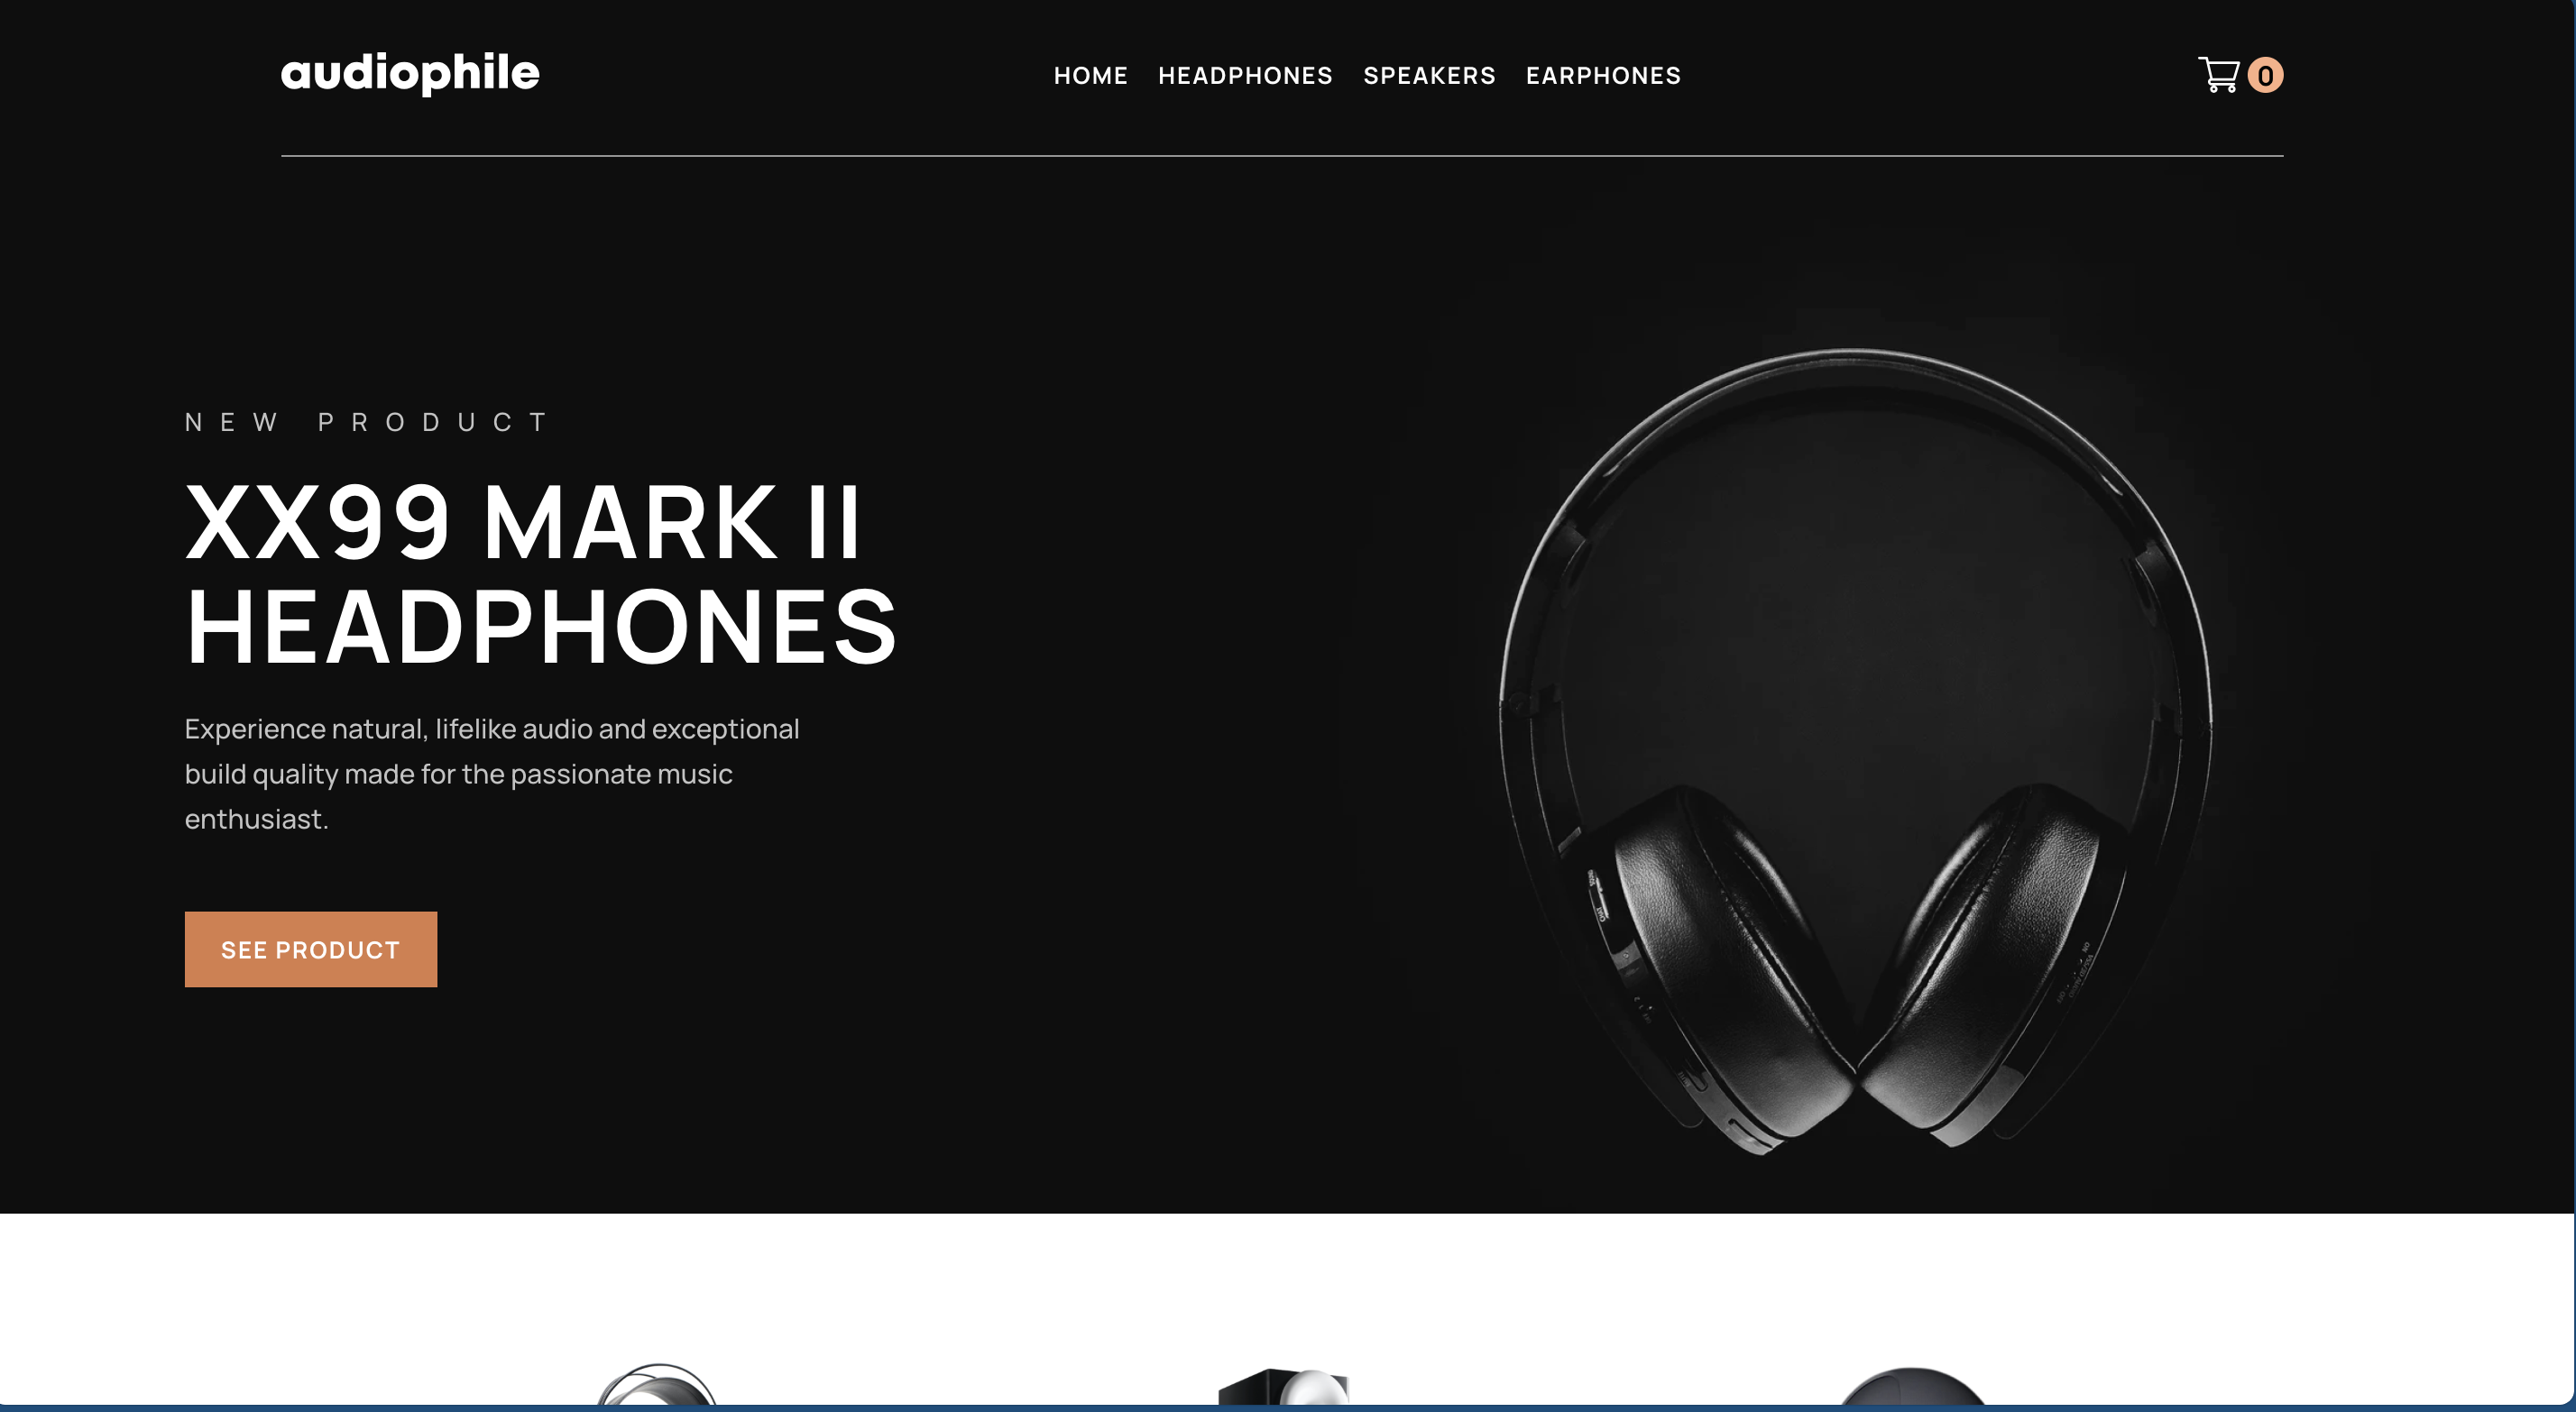 audiophile
HOME HEADPHONES SPEAKERS EARPHONES
0
NEW PRODUCT
XX99 MARK II
HEADPHONES
Experience natural, lifelike audio and exceptional
build quality made for the passionate music
enthusiast.
SEE PRODUCT